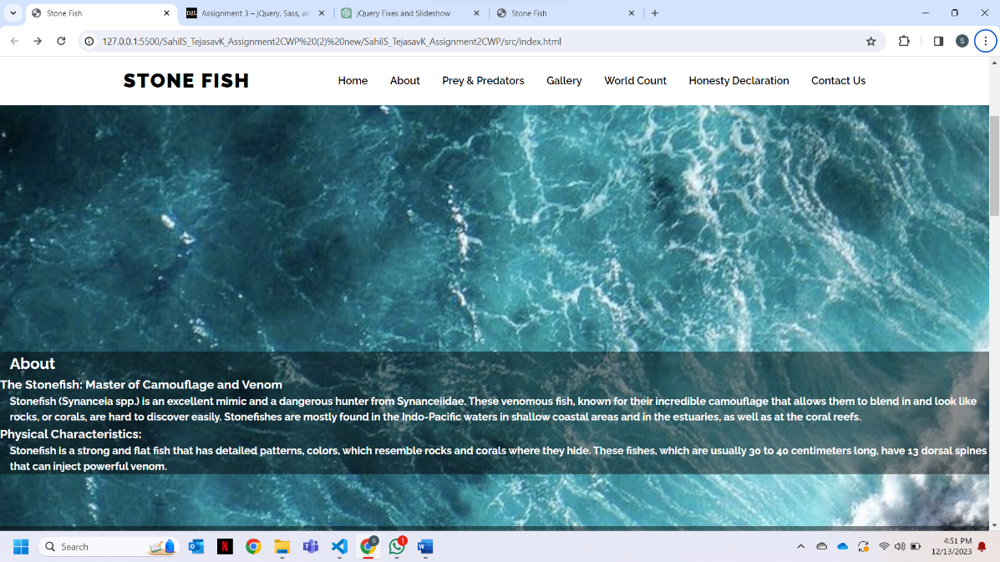 Stone Fish
Assignment 3 – jQuery, Sass, an
jQuery Fixes and Slideshow
Stone Fish
127.0.0.1:5500/SahilS_TejasavK_Assignment2CWP%20(2)%20new/SahilS_TejasavK_Assignment2CWP/src/index.html
S
STONE FISH
Home
About
Prey & Predators
Gallery
World Count
Honesty Declaration
Contact Us
About
The Stonefish: Master of Camouflage and Venom
Stonefish (Synanceia spp.) is an excellent mimic and a dangerous hunter from Synanceiidae. These venomous fish, known for their incredible camouflage that allows them to blend in and look like
rocks, or corals, are hard to discover easily. Stonefishes are mostly found in the Indo-Pacific waters in shallow coastal areas and in the estuaries, as well as at the coral reefs.
Physical Characteristics:
Stonefish is a strong and flat fish that has detailed patterns, colors, which resemble rocks and corals where they hide. These fishes, which are usually 30 to 40 centimeters long, have 13 dorsal spines
that can inject powerful venom.
Search
1
4:51 PM
12/13/2023